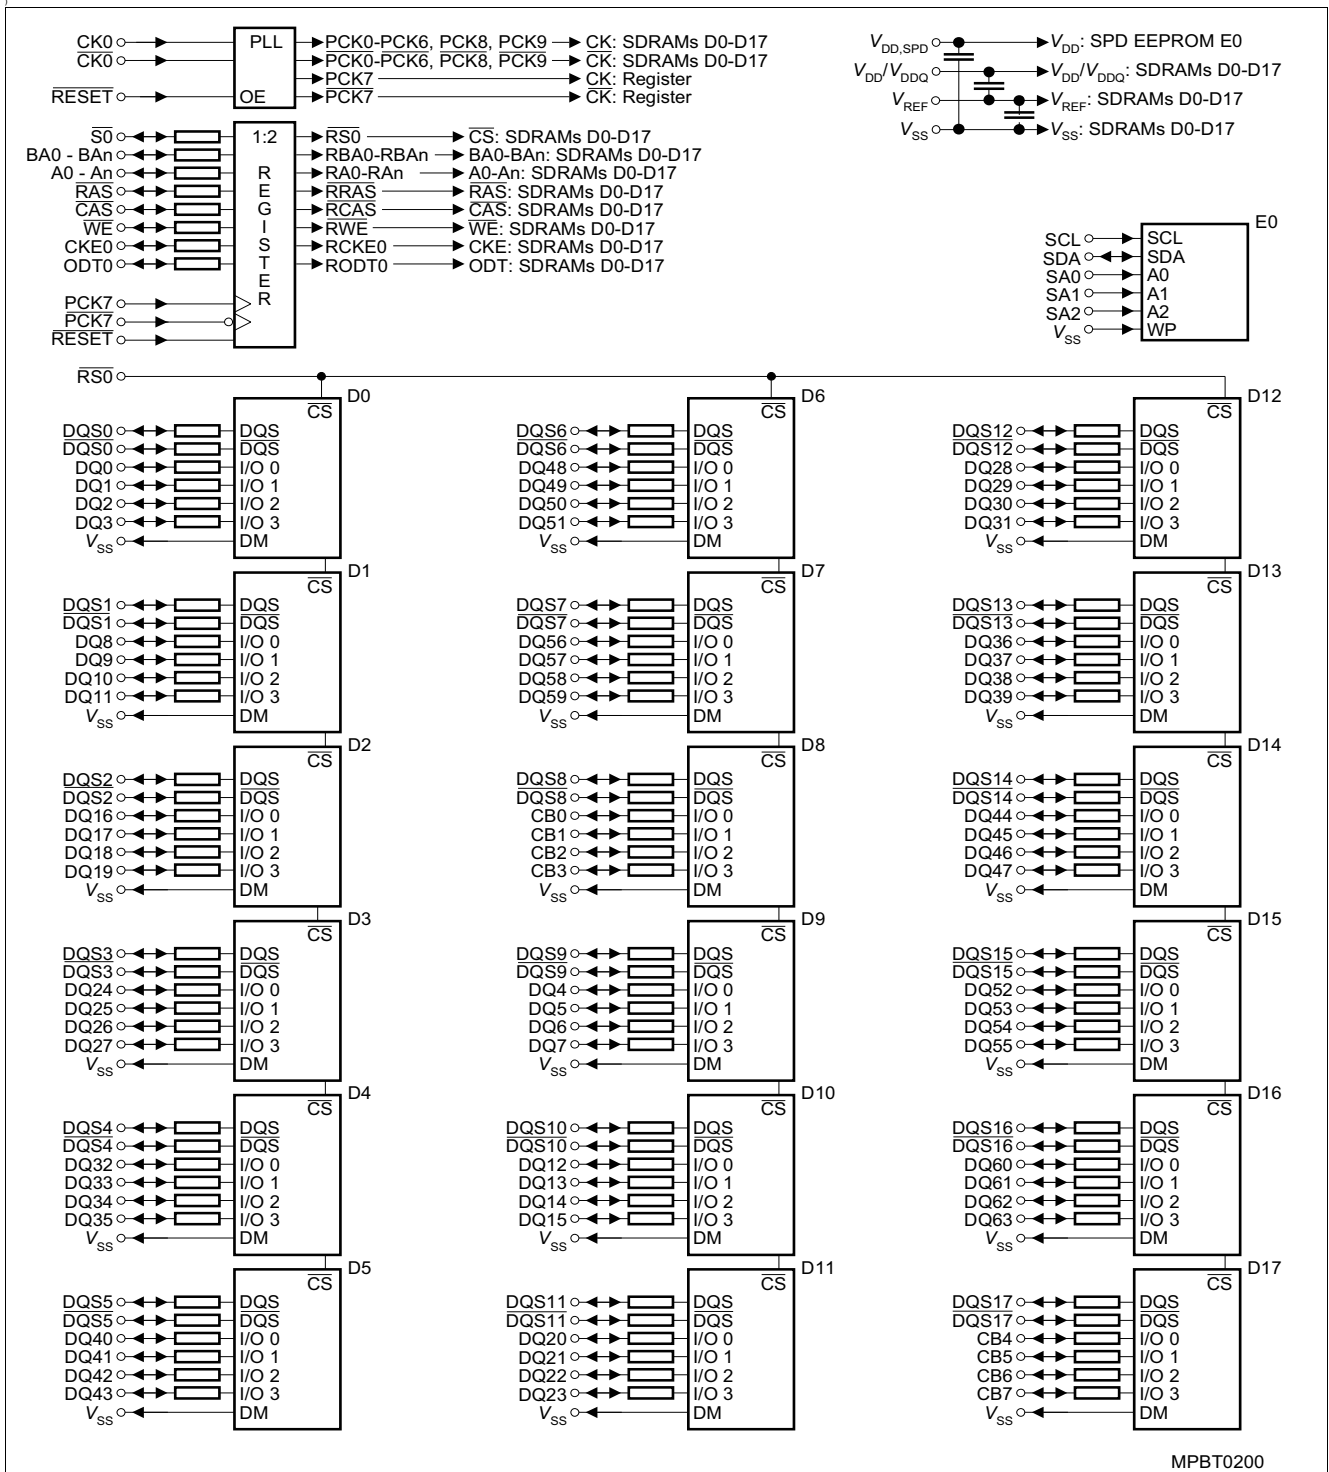 CK0 PLL PCK0-PCK6, PCK8, PCK9 CK: SDRAMs D0-D17
CK0 PCK0-PCK6, PCK8, PCK9 CK: SDRAMs D0-D17
PCK7 CK: Register
RESET OE PCK7 CK: Register
VDD,SPD VDD: SPD EEPROM E0
VDD/VDDQ VDD/VDDQ: SDRAMs D0-D17
VREF VREF: SDRAMs D0-D17
VSS VSS: SDRAMs D0-D17
1:2 REGISTER
S0 RS0 CS: SDRAMs D0-D17
BA0 - BAn RBA0-RBAn BA0-BAn: SDRAMs D0-D17
A0 - An RA0-RAn A0-An: SDRAMs D0-D17
RAS RRAS RAS: SDRAMs D0-D17
CAS RCAS CAS: SDRAMs D0-D17
WE RWE WE: SDRAMs D0-D17
CKE0 RCKE0 CKE: SDRAMs D0-D17
ODT0 RODT0 ODT: SDRAMs D0-D17
PCK7
PCK7
RESET
E0
SCL SCL
SDA SDA
SA0 A0
SA1 A1
SA2 A2
VSS WP
RS0
D0
CS
DQS0 DQS
DQS0 DQS
DQ0 I/O 0
DQ1 I/O 1
DQ2 I/O 2
DQ3 I/O 3
VSS DM
D1
CS
DQS1 DQS
DQS1 DQS
DQ8 I/O 0
DQ9 I/O 1
DQ10 I/O 2
DQ11 I/O 3
VSS DM
D2
CS
DQS2 DQS
DQS2 DQS
DQ16 I/O 0
DQ17 I/O 1
DQ18 I/O 2
DQ19 I/O 3
VSS DM
D3
CS
DQS3 DQS
DQS3 DQS
DQ24 I/O 0
DQ25 I/O 1
DQ26 I/O 2
DQ27 I/O 3
VSS DM
D4
CS
DQS4 DQS
DQS4 DQS
DQ32 I/O 0
DQ33 I/O 1
DQ34 I/O 2
DQ35 I/O 3
VSS DM
D5
CS
DQS5 DQS
DQS5 DQS
DQ40 I/O 0
DQ41 I/O 1
DQ42 I/O 2
DQ43 I/O 3
VSS DM
D6
CS
DQS6 DQS
DQS6 DQS
DQ48 I/O 0
DQ49 I/O 1
DQ50 I/O 2
DQ51 I/O 3
VSS DM
D7
CS
DQS7 DQS
DQS7 DQS
DQ56 I/O 0
DQ57 I/O 1
DQ58 I/O 2
DQ59 I/O 3
VSS DM
D8
CS
DQS8 DQS
DQS8 DQS
CB0 I/O 0
CB1 I/O 1
CB2 I/O 2
CB3 I/O 3
VSS DM
D9
CS
DQS9 DQS
DQS9 DQS
DQ4 I/O 0
DQ5 I/O 1
DQ6 I/O 2
DQ7 I/O 3
VSS DM
D10
CS
DQS10 DQS
DQS10 DQS
DQ12 I/O 0
DQ13 I/O 1
DQ14 I/O 2
DQ15 I/O 3
VSS DM
D11
CS
DQS11 DQS
DQS11 DQS
DQ20 I/O 0
DQ21 I/O 1
DQ22 I/O 2
DQ23 I/O 3
VSS DM
D12
CS
DQS12 DQS
DQS12 DQS
DQ28 I/O 0
DQ29 I/O 1
DQ30 I/O 2
DQ31 I/O 3
VSS DM
D13
CS
DQS13 DQS
DQS13 DQS
DQ36 I/O 0
DQ37 I/O 1
DQ38 I/O 2
DQ39 I/O 3
VSS DM
D14
CS
DQS14 DQS
DQS14 DQS
DQ44 I/O 0
DQ45 I/O 1
DQ46 I/O 2
DQ47 I/O 3
VSS DM
D15
CS
DQS15 DQS
DQS15 DQS
DQ52 I/O 0
DQ53 I/O 1
DQ54 I/O 2
DQ55 I/O 3
VSS DM
D16
CS
DQS16 DQS
DQS16 DQS
DQ60 I/O 0
DQ61 I/O 1
DQ62 I/O 2
DQ63 I/O 3
VSS DM
D17
CS
DQS17 DQS
DQS17 DQS
CB4 I/O 0
CB5 I/O 1
CB6 I/O 2
CB7 I/O 3
VSS DM
MPBT0200